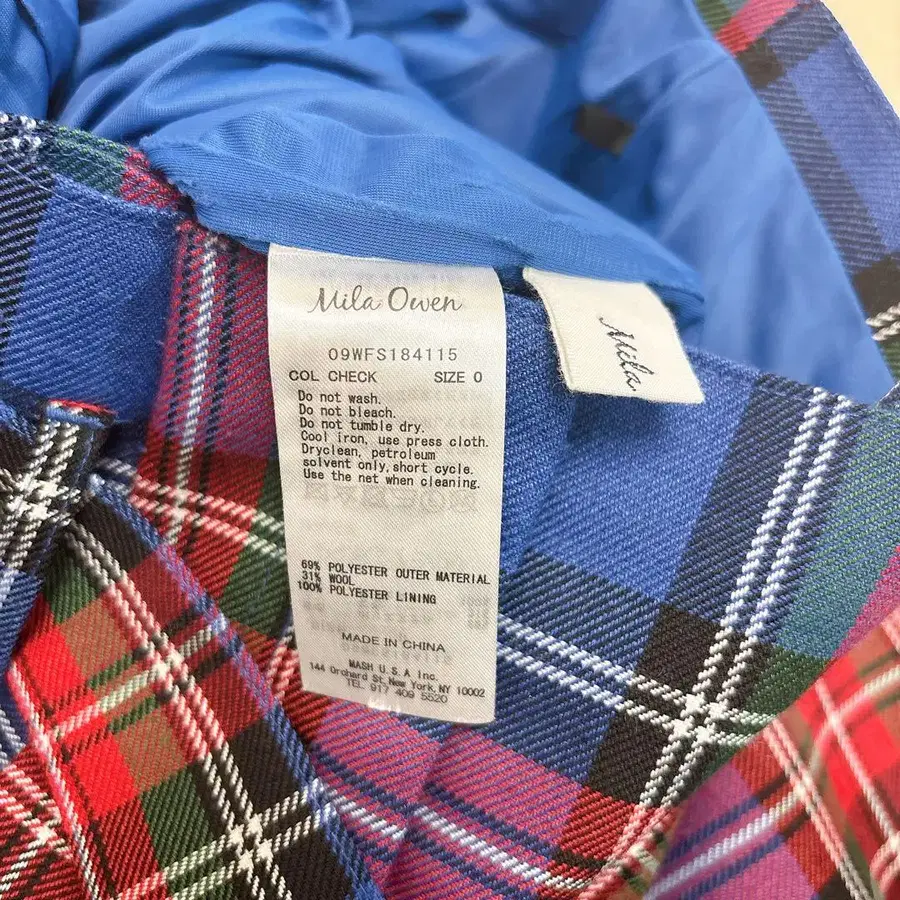 Mila Owen
09WFS184115
COL CHECK SIZE 0
Do not wash.
Do not bleach.
Do not tumble dry.
Cool iron, use press cloth.
Dryclean, petroleum
solvent only, short cycle.
Use the net when cleaning.
69% POLYESTER OUTER MATERIAL
31% WOOL
100% POLYESTER LINING
MADE IN CHINA
MASH U.S.A Inc.
144 Orchard St, New York, NY 10002
TEL 917 409 5520
Mila